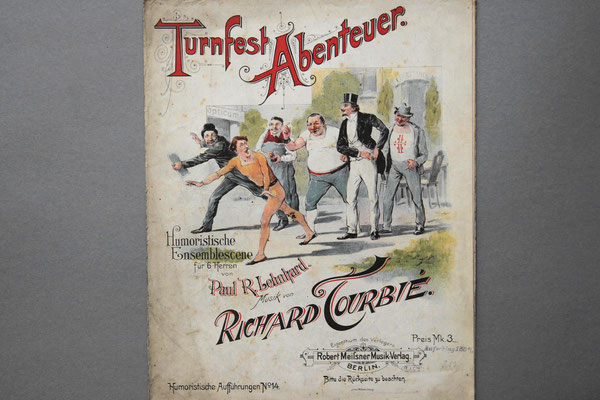 Turnfest Abenteuer.
opticum
Humoristische
Ensemblescene
für 6 Herren
von
Paul R. Lehnhard.
Musik von
RICHARD TOURBIÉ.
Preis Mk. 3._
Eigenthum des Verlegers
Robert Meissner Musik-Verlag.
BERLIN.
Bitte die Rückseite zu beachten.
Humoristische Aufführungen No 14.